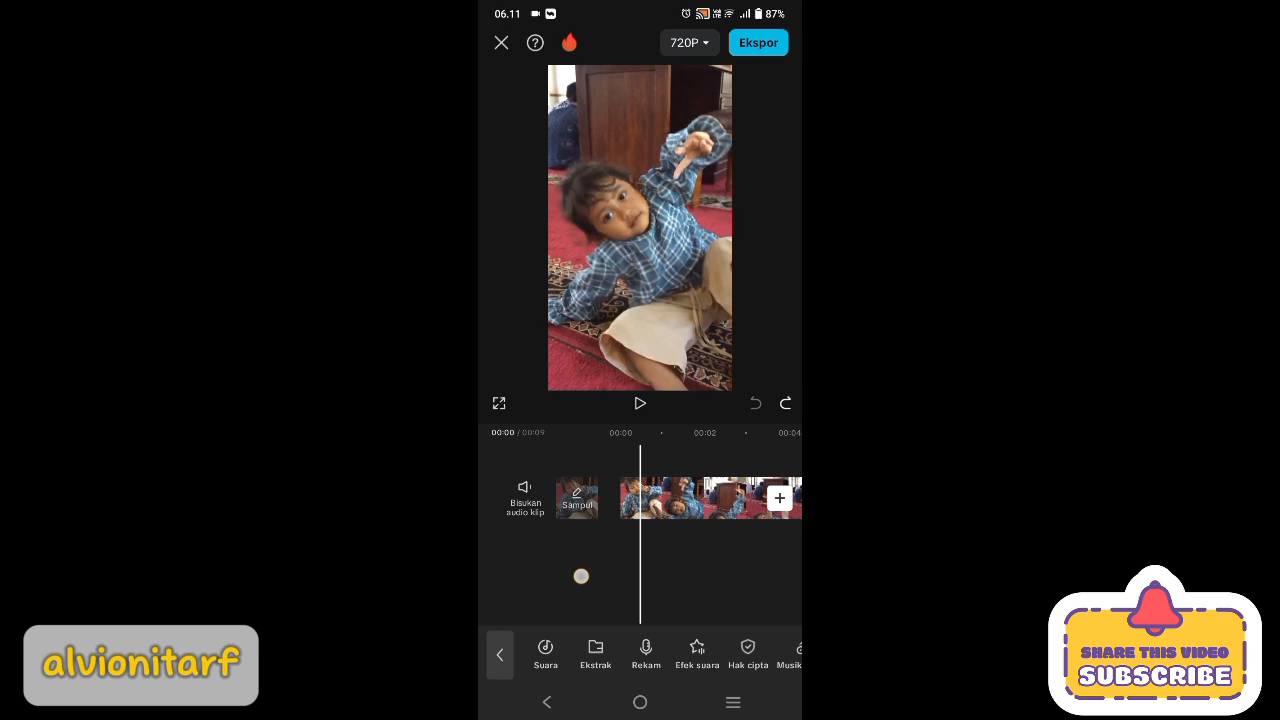 06.11
87%
720P
Ekspor
00:00 / 00:09
00:00
00:02
00:04
Bisukan
audio klip
Sampul
Suara
Ekstrak
Rekam
Efek suara
Hak cipta
Musik
alvionitarf
SHARE THIS VIDEO
SUBSCRIBE